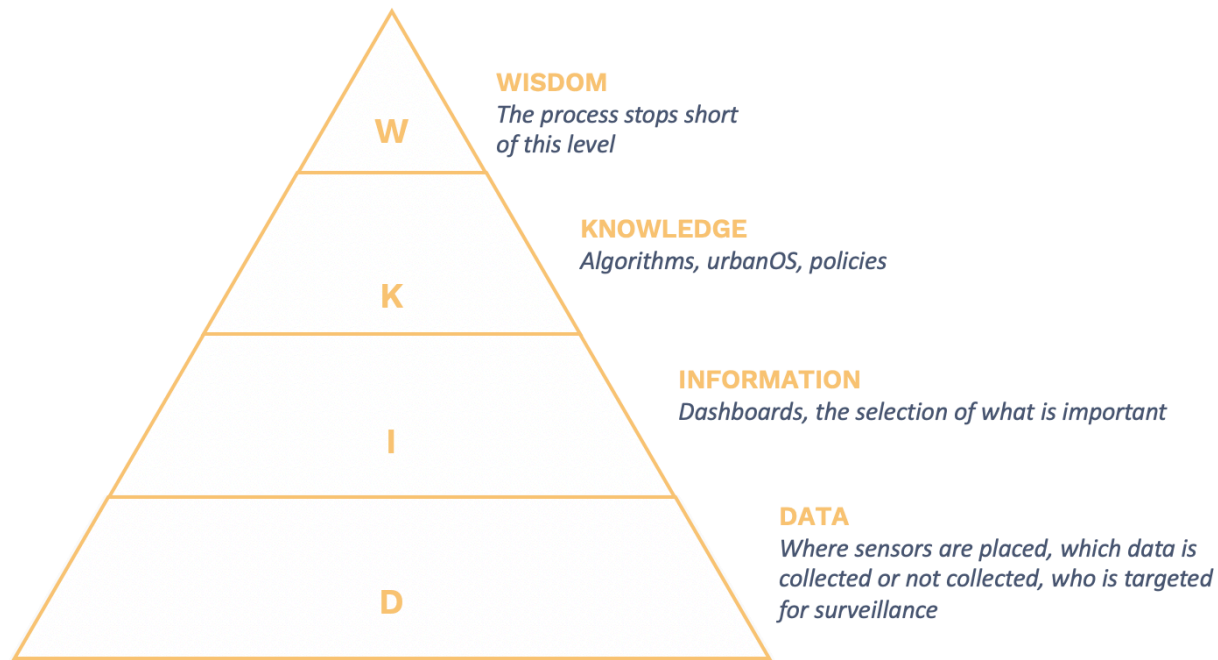 W
WISDOM
The process stops short
of this level
K
KNOWLEDGE
Algorithms, urbanOS, policies
I
INFORMATION
Dashboards, the selection of what is important
D
DATA
Where sensors are placed, which data is
collected or not collected, who is targeted
for surveillance